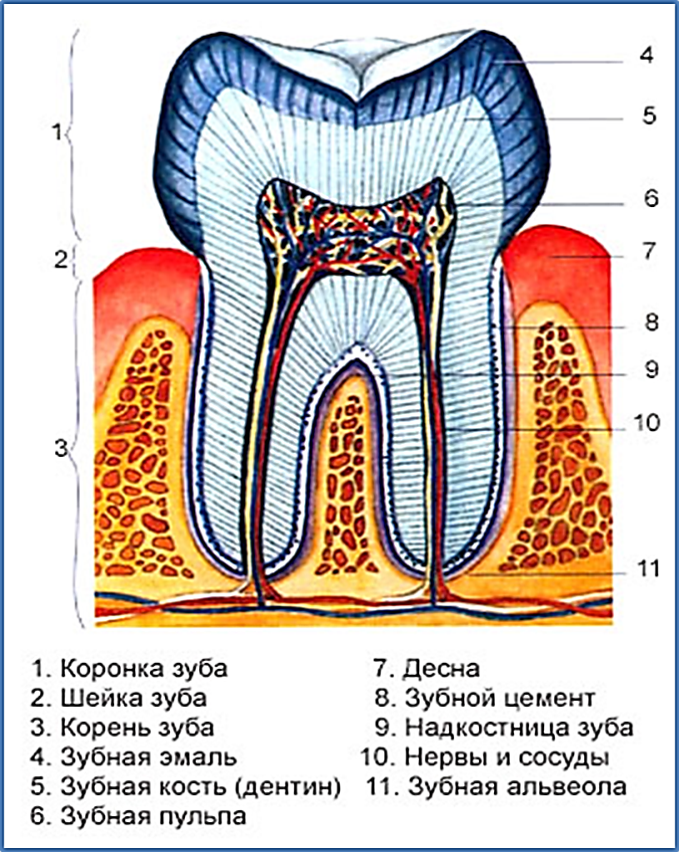 1
2
3
4
5
6
7
8
9
10
11
1. Коронка зуба
2. Шейка зуба
3. Корень зуба
4. Зубная эмаль
5. Зубная кость (дентин)
6. Зубная пульпа
7. Десна
8. Зубной цемент
9. Надкостница зуба
10. Нервы и сосуды
11. Зубная альвеола